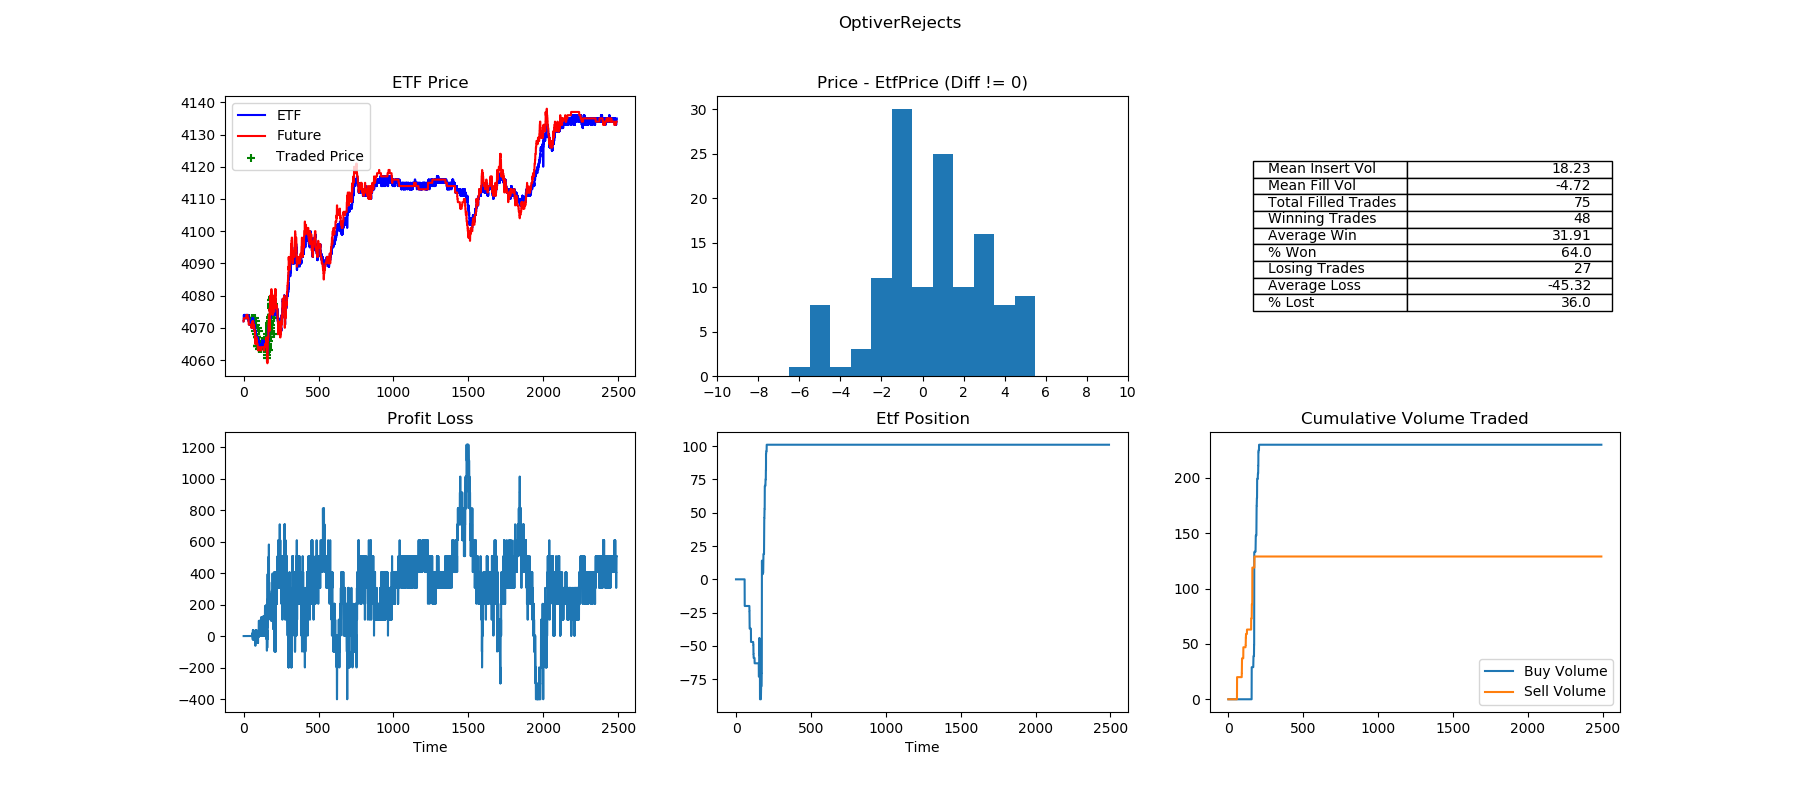 OptiverRejects
ETF Price
4140
4130
4120
4110
4100
4090
4080
4070
4060
ETF
Future
Traded Price
0 500 1000 1500 2000 2500
Price - EtfPrice (Diff != 0)
30
25
20
15
10
5
0
−10 −8 −6 −4 −2 0 2 4 6 8 10
Mean Insert Vol 18.23
Mean Fill Vol -4.72
Total Filled Trades 75
Winning Trades 48
Average Win 31.91
% Won 64.0
Losing Trades 27
Average Loss -45.32
% Lost 36.0
Profit Loss
1200
1000
800
600
400
200
0
−200
−400
0 500 1000 1500 2000 2500
Time
Etf Position
100
75
50
25
0
−25
−50
−75
0 500 1000 1500 2000 2500
Time
Cumulative Volume Traded
200
150
100
50
0
Buy Volume
Sell Volume
0 500 1000 1500 2000 2500